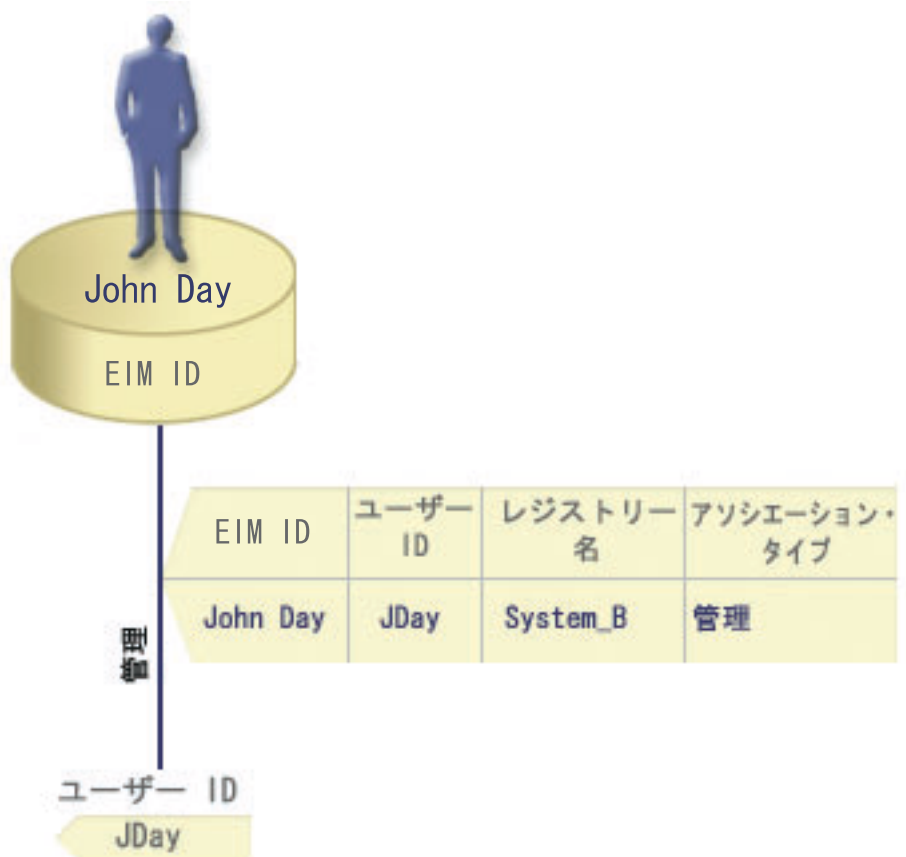 John Day
EIM ID
EIM ID
ユーザー
ID
レジストリー
名
アソシエーション・
タイプ
John Day
JDay
System_B
管理
管理
ユーザー ID
JDay